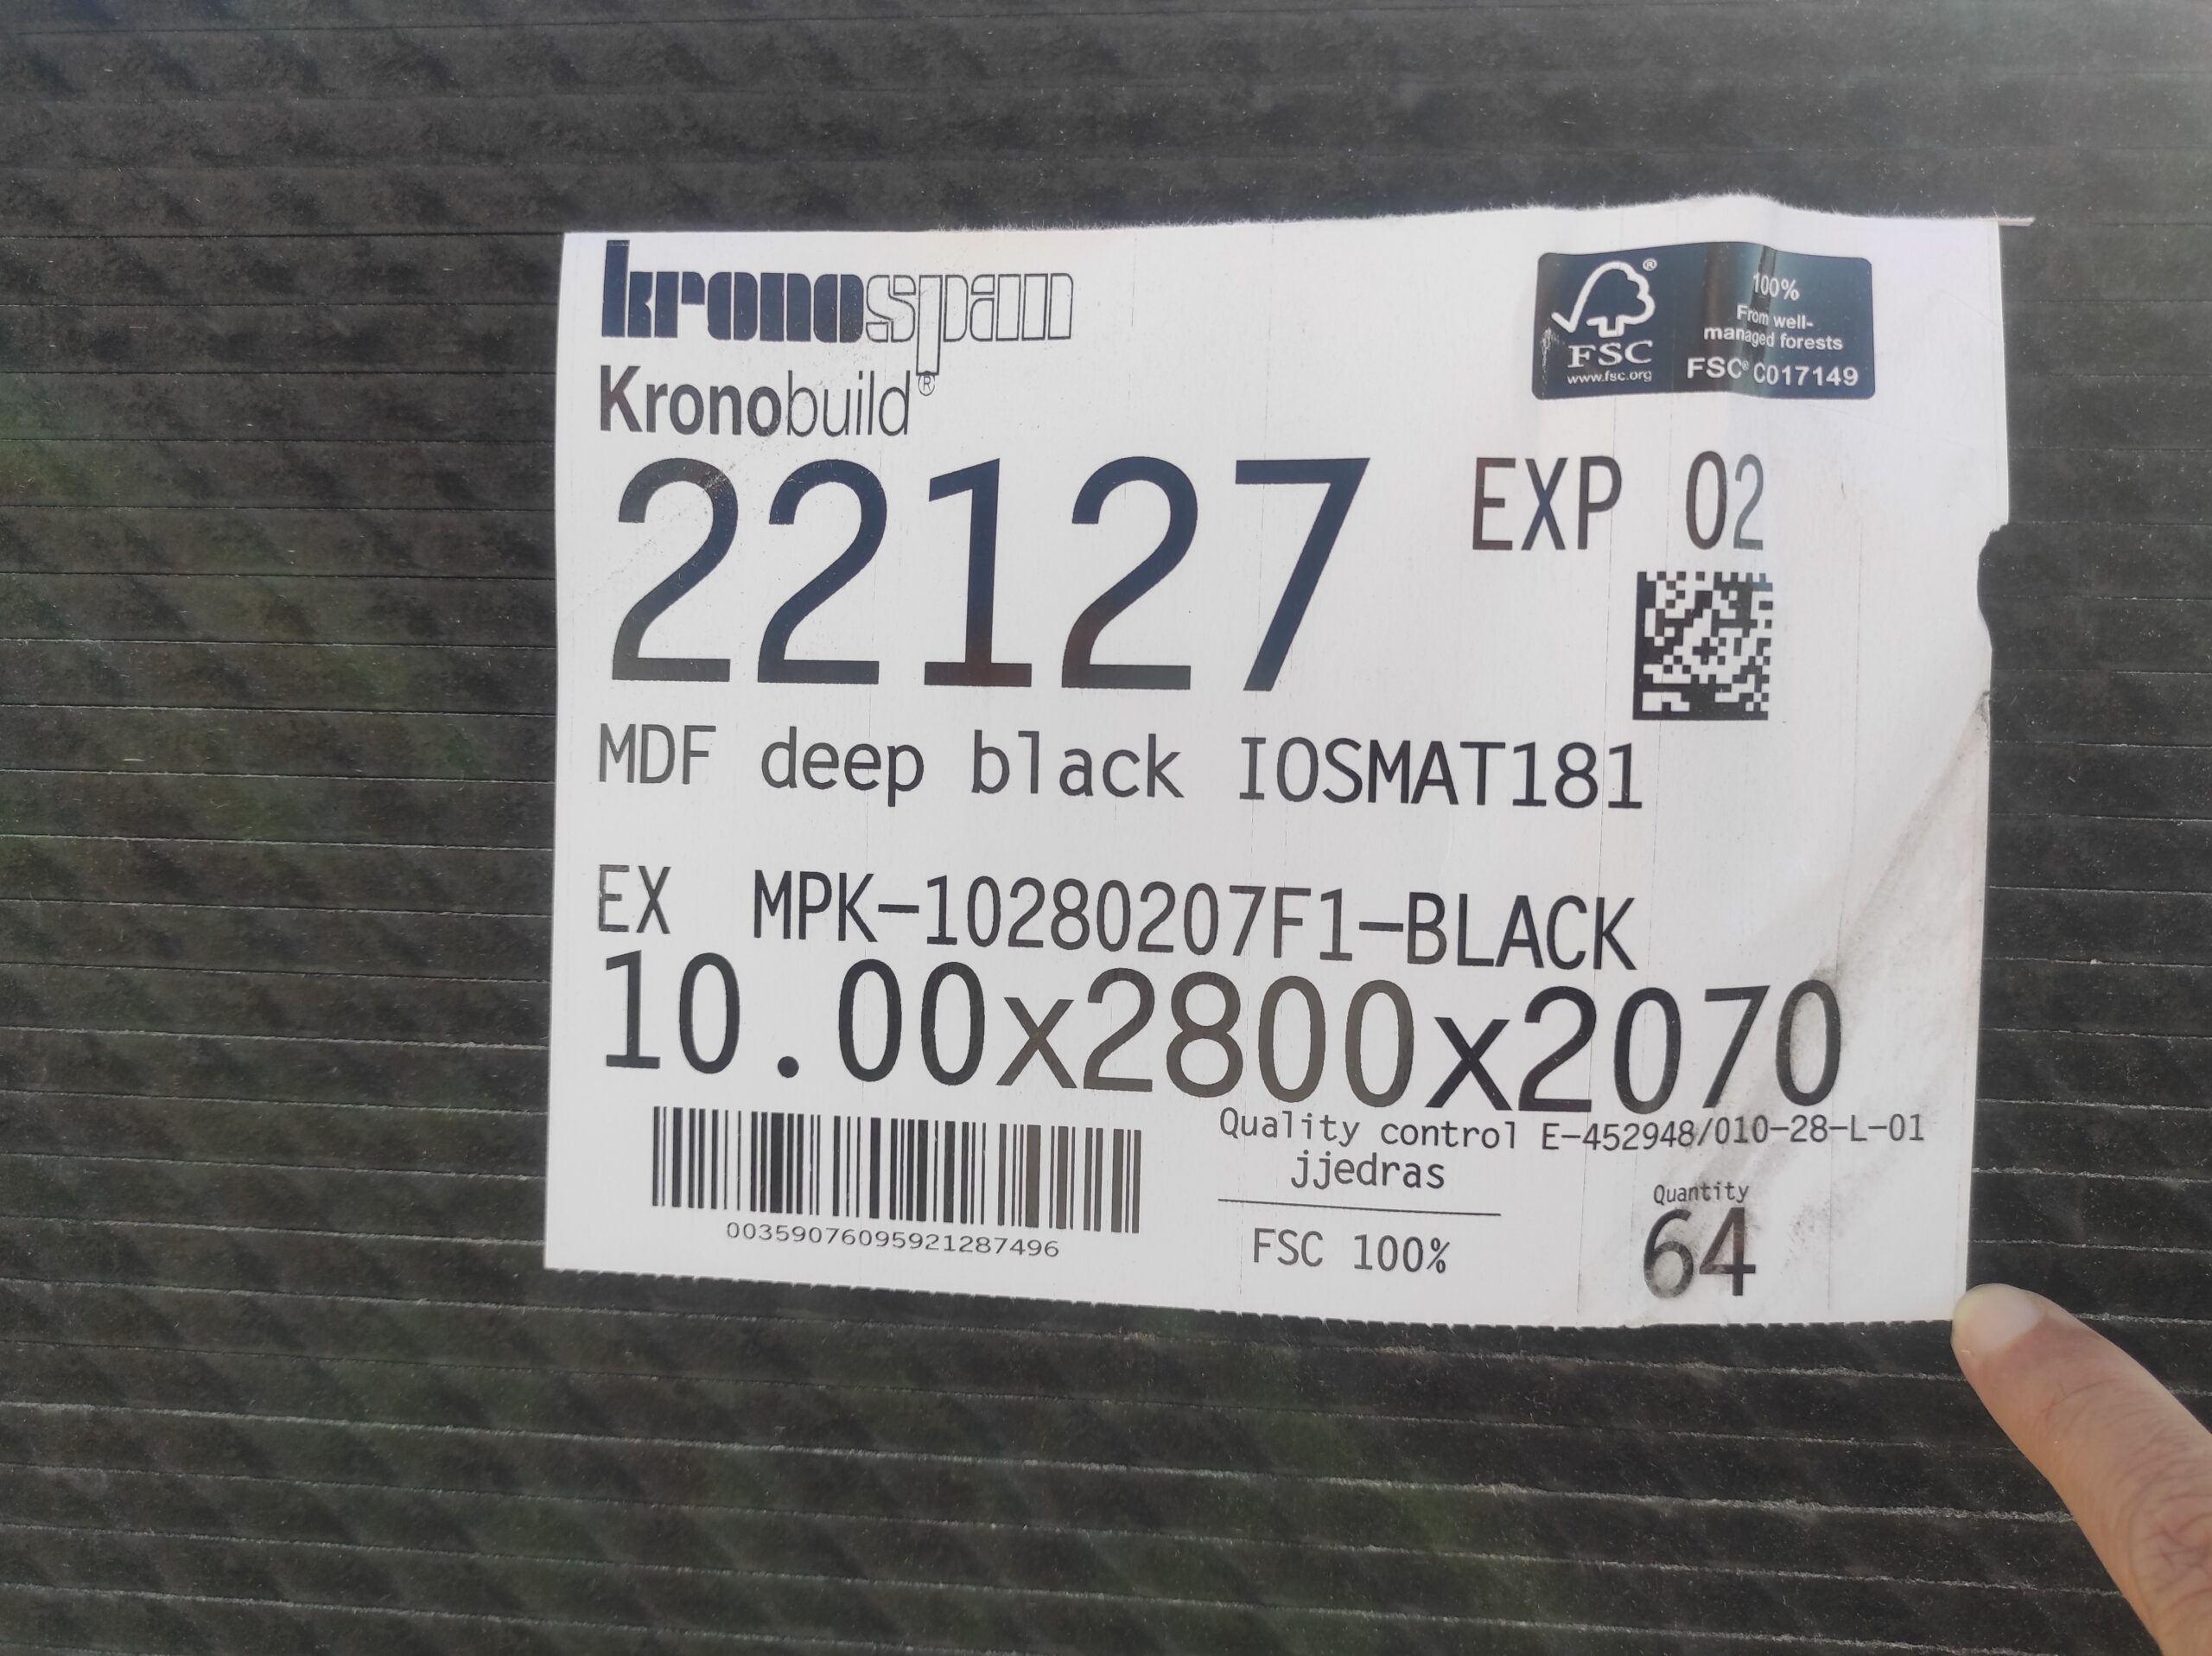 kronospan
Kronobuild®
FSC®
www.fsc.org
100%
From well-
managed forests
FSC® C017149
22127 EXP 02
MDF deep black IOSMAT181
EX MPK-10280207F1-BLACK
10.00x2800x2070
Quality control E-452948/010-28-L-01
jjedras
Quantity
64
FSC 100%
00359076095921287496